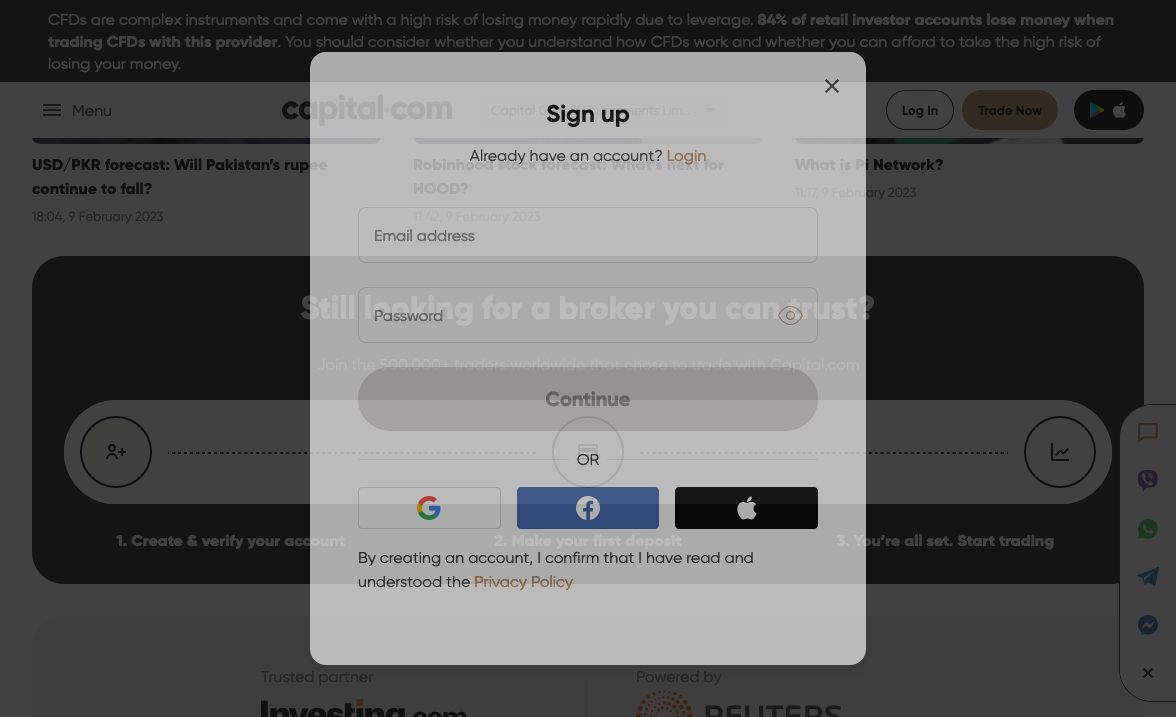 CFDs are complex instruments and come with a high risk of losing money rapidly due to leverage. 84% of retail investor accounts lose money when
trading CFDs with this provider. You should consider whether you understand how CFDs work and whether you can afford to take the high risk of
losing your money.
Menu
capital.com
Log In
Trade Now
Sign up
Already have an account? Login
USD/PKR forecast: Will Pakistan's rupee
continue to fall?
18:04, 9 February 2023
Robinhood stock forecast: What's next for
HOOD?
11:42, 9 February 2023
What is Pi Network?
11:17, 9 February 2023
Email address
Still looking for a broker you can trust?
Password
Join the 500.000+ traders worldwide that chose to trade with Capital.com
Continue
OR
1. Create & verify your account
2. Make your first deposit
3. You're all set. Start trading
By creating an account, I confirm that I have read and
understood the Privacy Policy
Trusted partner
Investing.com
Powered by
REUTERS